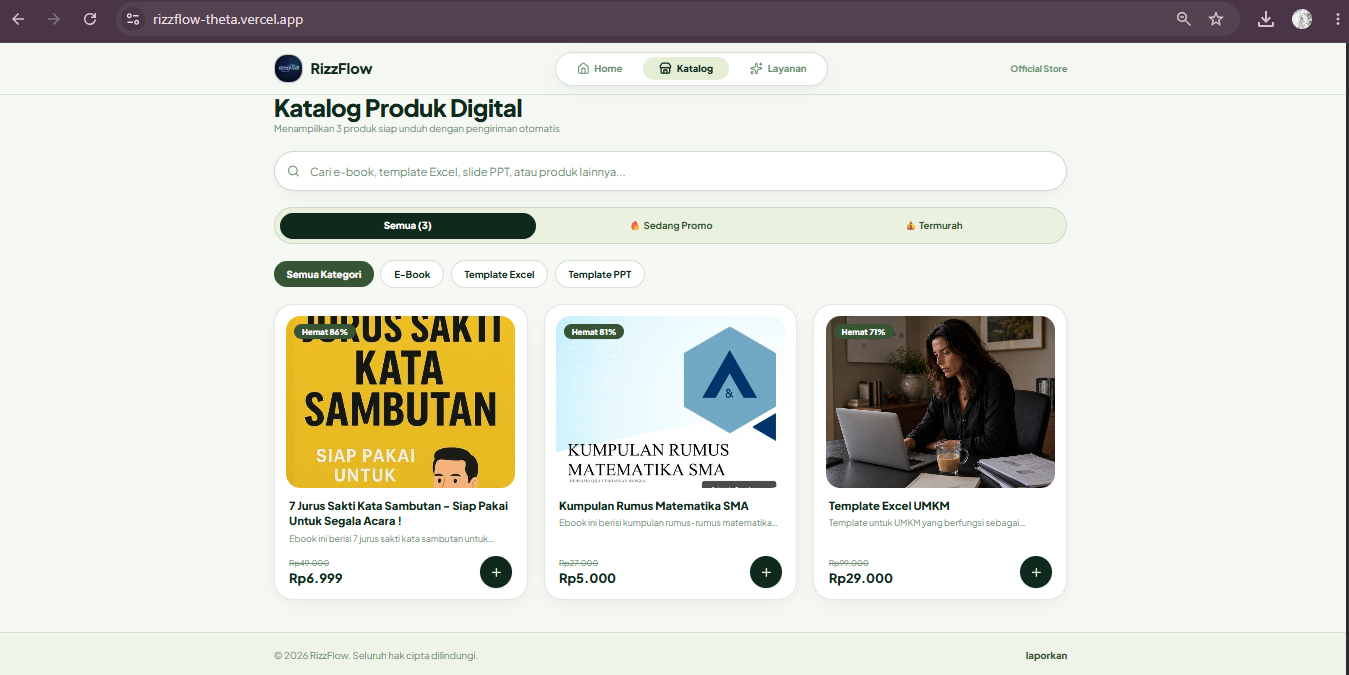 rizzflow-theta.vercel.app
RizzFlow
Home
Katalog
Layanan
Official Store
Katalog Produk Digital
Menampilkan 3 produk siap unduh dengan pengiriman otomatis
Cari e-book, template Excel, slide PPT, atau produk lainnya...
Semua (3)
Sedang Promo
Termurah
Semua Kategori
E-Book
Template Excel
Template PPT
Hemat 86%
JURUS SAKTI
KATA
SAMBUTAN
SIAP PAKAI
UNTUK
7 Jurus Sakti Kata Sambutan - Siap Pakai
Untuk Segala Acara !
Ebook ini berisi 7 jurus sakti kata sambutan untuk...
Rp49.000
Rp6.999
+
Hemat 81%
&
KUMPULAN RUMUS
MATEMATIKA SMA
Kumpulan Rumus Matematika SMA
Ebook ini berisi kumpulan rumus-rumus matematika...
Rp27.000
Rp5.000
+
Hemat 71%
Template Excel UMKM
Template untuk UMKM yang berfungsi sebagai...
Rp99.000
Rp29.000
+
© 2026 RizzFlow. Seluruh hak cipta dilindungi.
laporkan